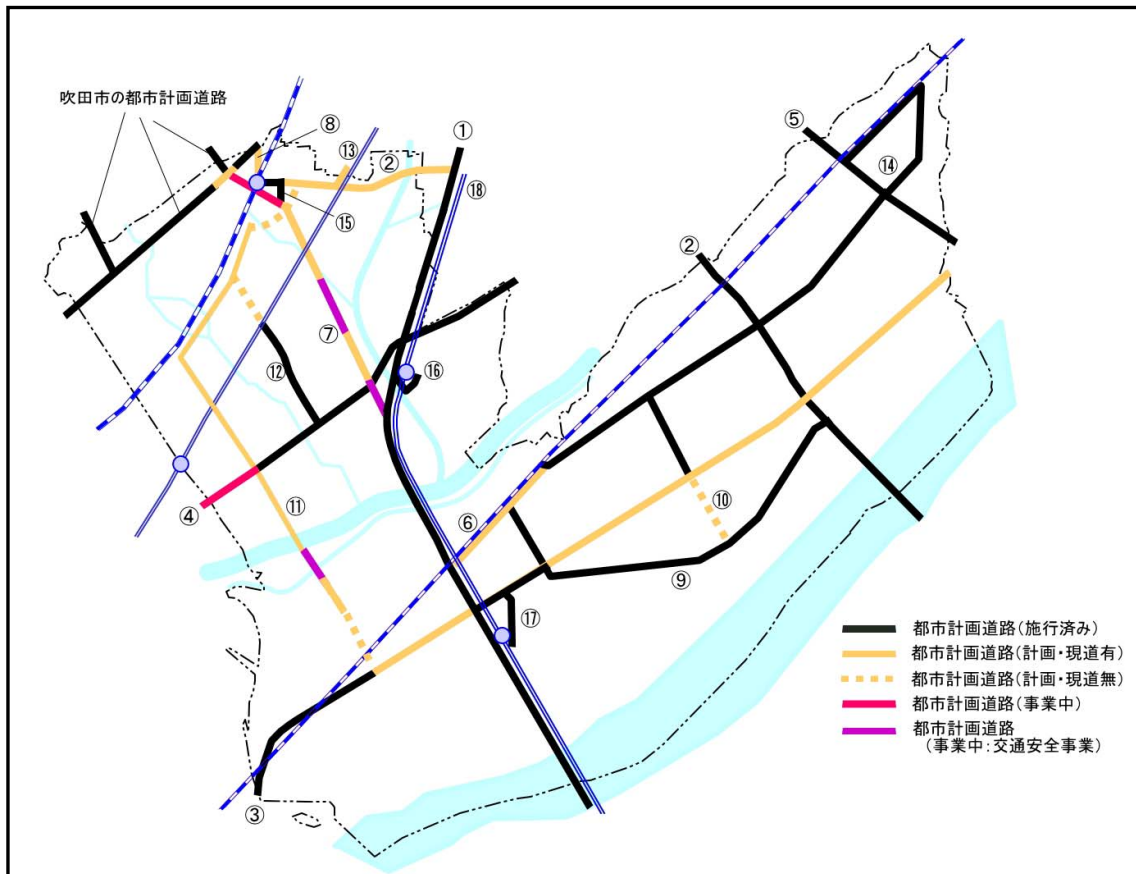 吹田市の都市計画道路
⑧
①
⑬
②
⑤
⑱
⑭
⑮
②
⑦
⑫
⑯
④
⑪
⑥
⑩
⑨
⑰
③
都市計画道路(施行済み)
都市計画道路(計画・現道有)
都市計画道路(計画・現道無)
都市計画道路(事業中)
都市計画道路
(事業中:交通安全事業)